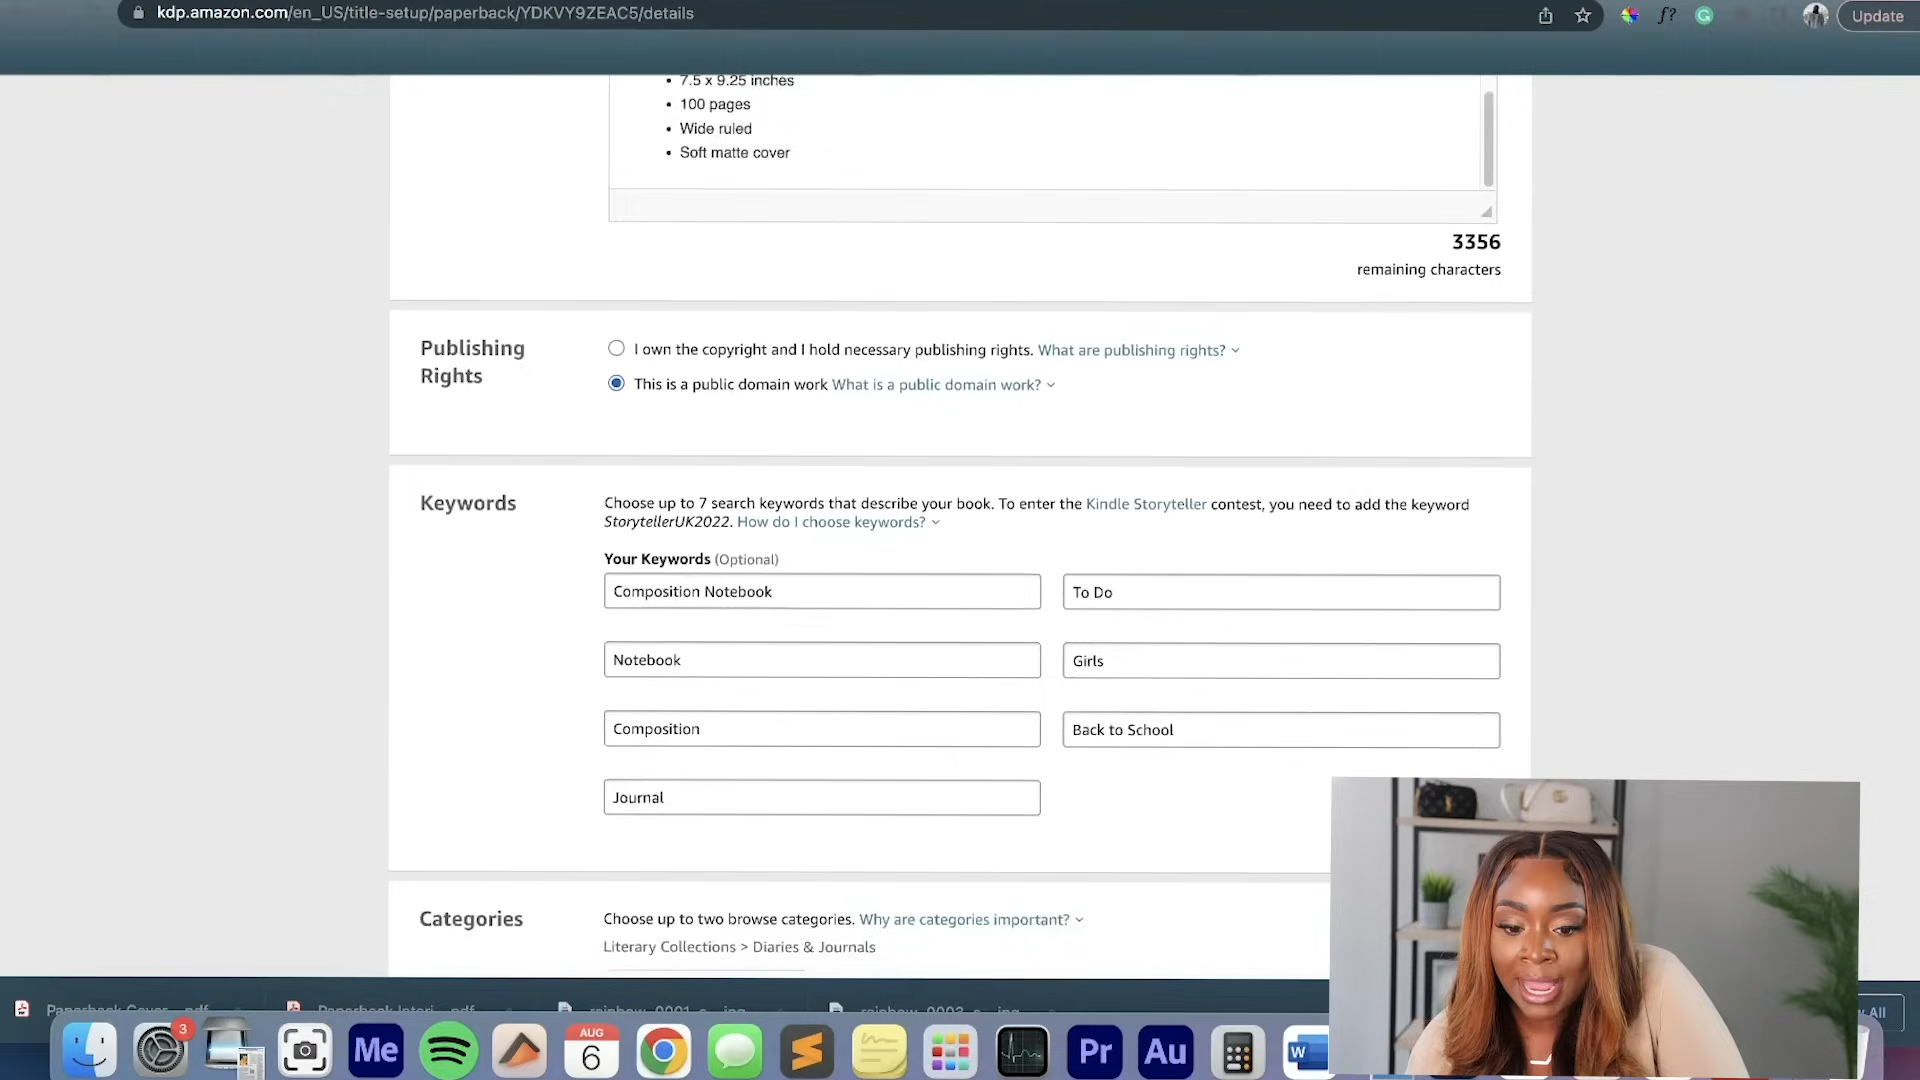 kdp.amazon.com/en_US/title-setup/paperback/YDKVY9ZEAC5/details
f?
Update
• 7.5 x 9.25 inches
• 100 pages
• Wide ruled
• Soft matte cover
3356
remaining characters
Publishing
Rights
I own the copyright and I hold necessary publishing rights. What are publishing rights?
This is a public domain work What is a public domain work?
Keywords
Choose up to 7 search keywords that describe your book. To enter the Kindle Storyteller contest, you need to add the keyword
StorytellerUK2022. How do I choose keywords?
Your Keywords (Optional)
Composition Notebook
To Do
Notebook
Girls
Composition
Back to School
Journal
Categories
Choose up to two browse categories. Why are categories important?
Literary Collections > Diaries & Journals
All
3
Me
AUG
6
Pr
Au
W